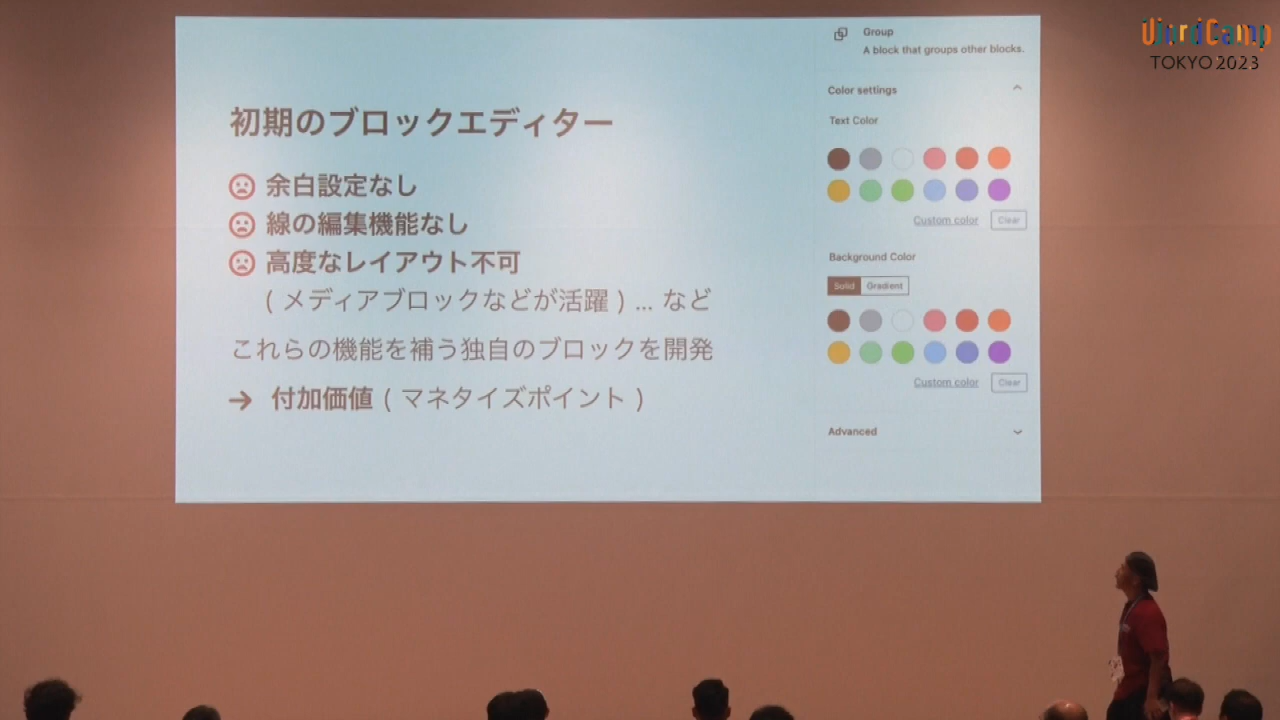 初期のブロックエディター
余白設定なし
線の編集機能なし
高度なレイアウト不可
( メディアブロックなどが活躍 ) ... など
これらの機能を補う独自のブロックを開発
→ 付加価値 ( マネタイズポイント )
Group
A block that groups other blocks.
Color settings
Text Color
Custom color Clear
Background Color
Solid Gradient
Custom color Clear
Advanced
WordCamp
TOKYO 2023